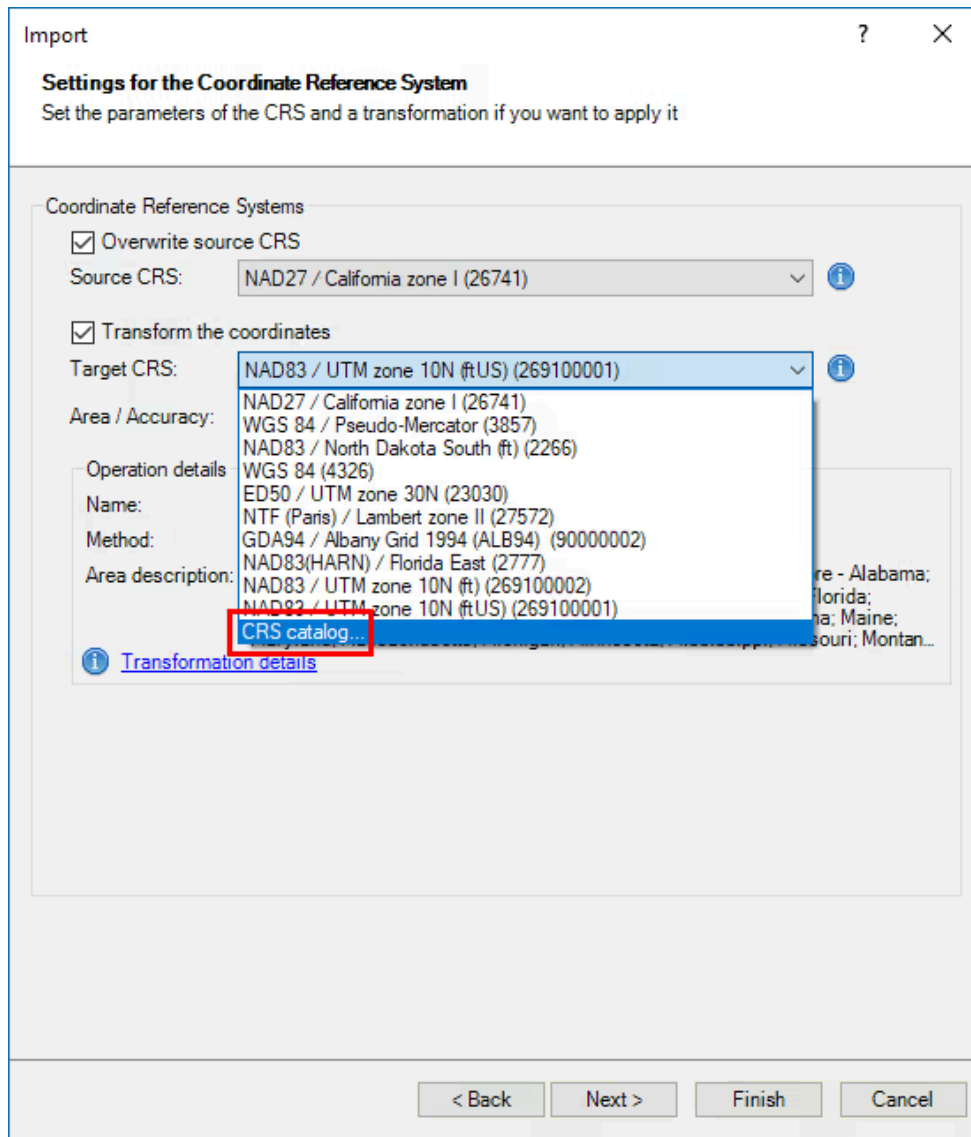 Import
?
Settings for the Coordinate Reference System
Set the parameters of the CRS and a transformation if you want to apply it
Coordinate Reference Systems
Overwrite source CRS
Source CRS: NAD27 / California zone I (26741)
Transform the coordinates
Target CRS: NAD83 / UTM zone 10N (ftUS) (269100001)
Area / Accuracy:
NAD27 / California zone I (26741)
WGS 84 / Pseudo-Mercator (3857)
NAD83 / North Dakota South (ft) (2266)
WGS 84 (4326)
ED50 / UTM zone 30N (23030)
NTF (Paris) / Lambert zone II (27572)
GDA94 / Albany Grid 1994 (ALB94) (90000002)
NAD83(HARN) / Florida East (2777)
NAD83 / UTM zone 10N (ft) (269100002)
NAD83 / UTM zone 10N (ftUS) (269100001)
CRS catalog...
Operation details
Name:
Method:
Area description:
re - Alabama;
Florida;
na; Maine;
Montan...
Transformation details
< Back
Next >
Finish
Cancel